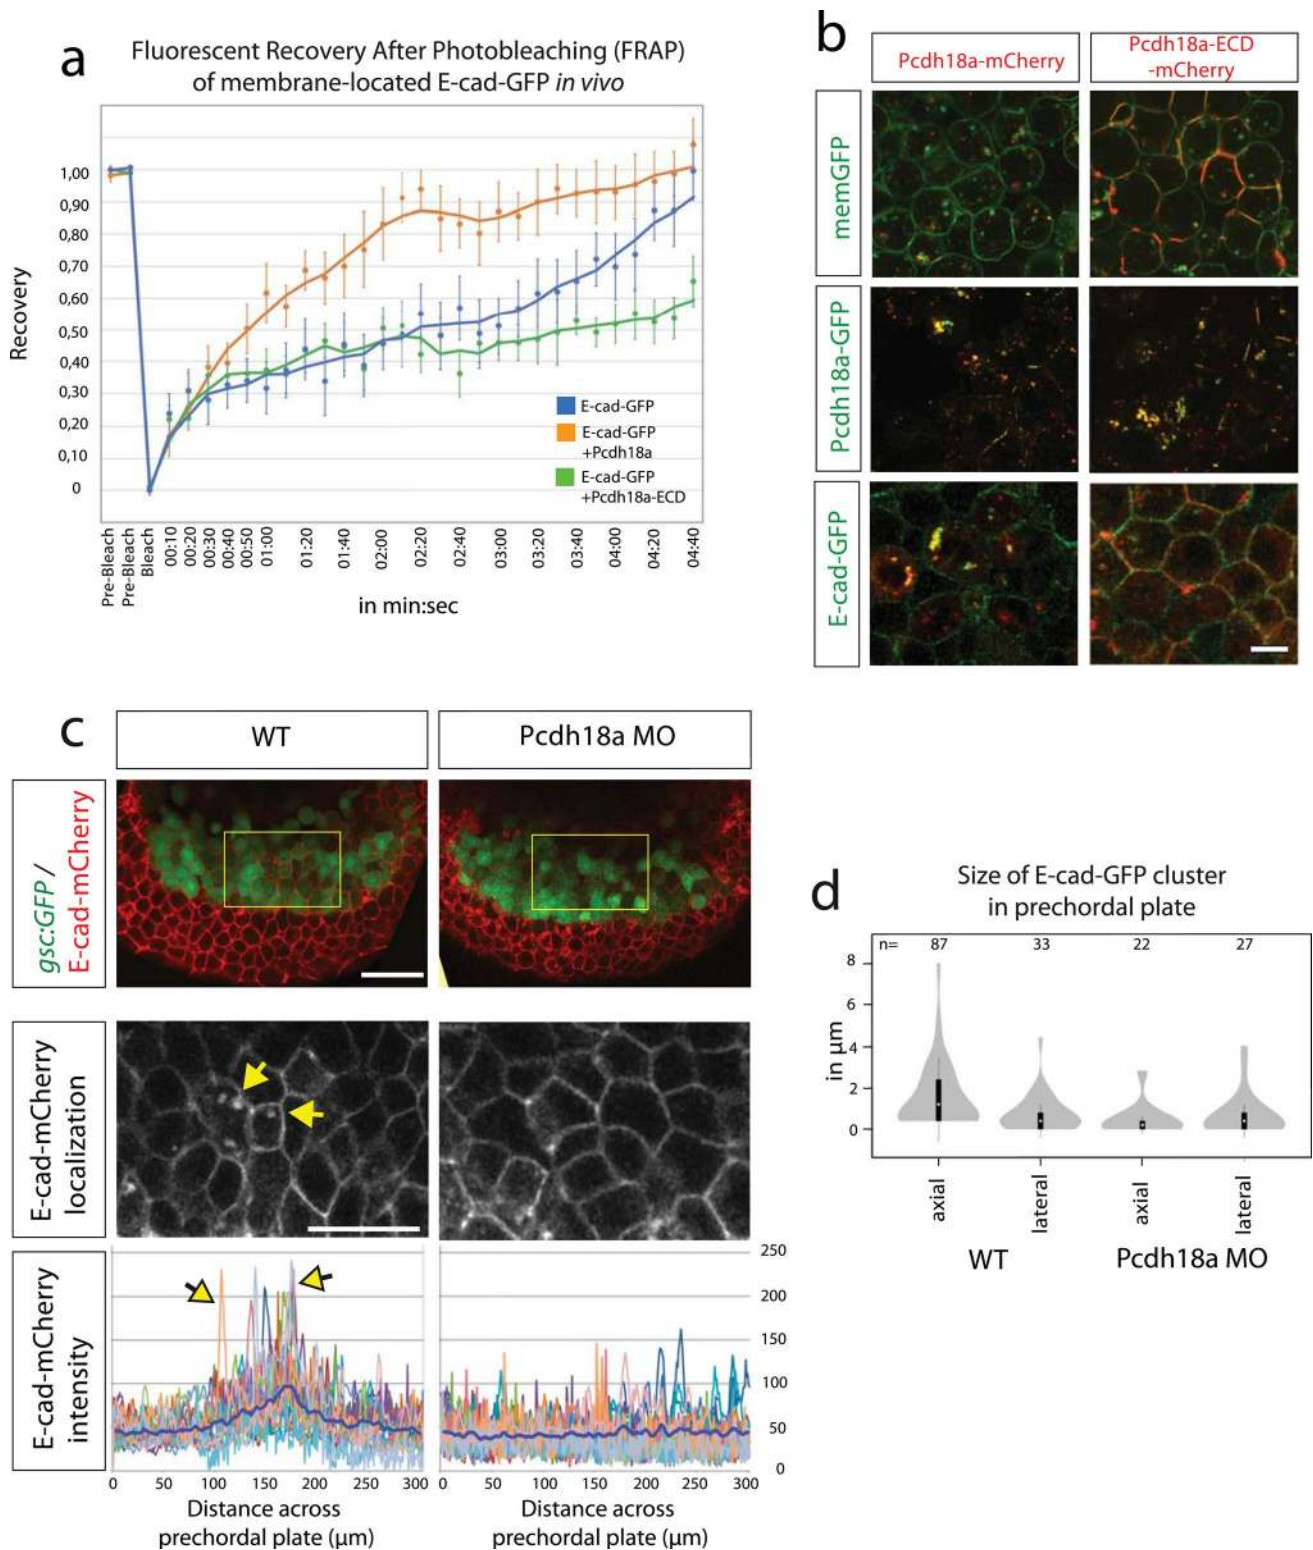 a
Fluorescent Recovery After Photobleaching (FRAP)
of membrane-located E-cad-GFP in vivo
Recovery
1,00
0,90
0,80
0,70
0,60
0,50
0,40
0,30
0,20
0,10
0
E-cad-GFP
E-cad-GFP
+Pcdh18a
E-cad-GFP
+Pcdh18a-ECD
Pre-Bleach
Pre-Bleach
Bleach
00:10
00:20
00:30
00:40
00:50
01:00
01:20
01:40
02:00
02:20
02:40
03:00
03:20
03:40
04:00
04:20
04:40
in min:sec
b
Pcdh18a-mCherry
Pcdh18a-ECD
-mCherry
memGFP
Pcdh18a-GFP
E-cad-GFP
c
WT
Pcdh18a MO
gsc:GFP /
E-cad-mCherry
E-cad-mCherry
localization
E-cad-mCherry
intensity
250
200
150
100
50
0
0 50 100 150 200 250 300
0 50 100 150 200 250 300
Distance across
prechordal plate (µm)
Distance across
prechordal plate (µm)
d
Size of E-cad-GFP cluster
in prechordal plate
n= 87 33 22 27
in µm
8
6
4
2
0
axial
lateral
axial
lateral
WT
Pcdh18a MO